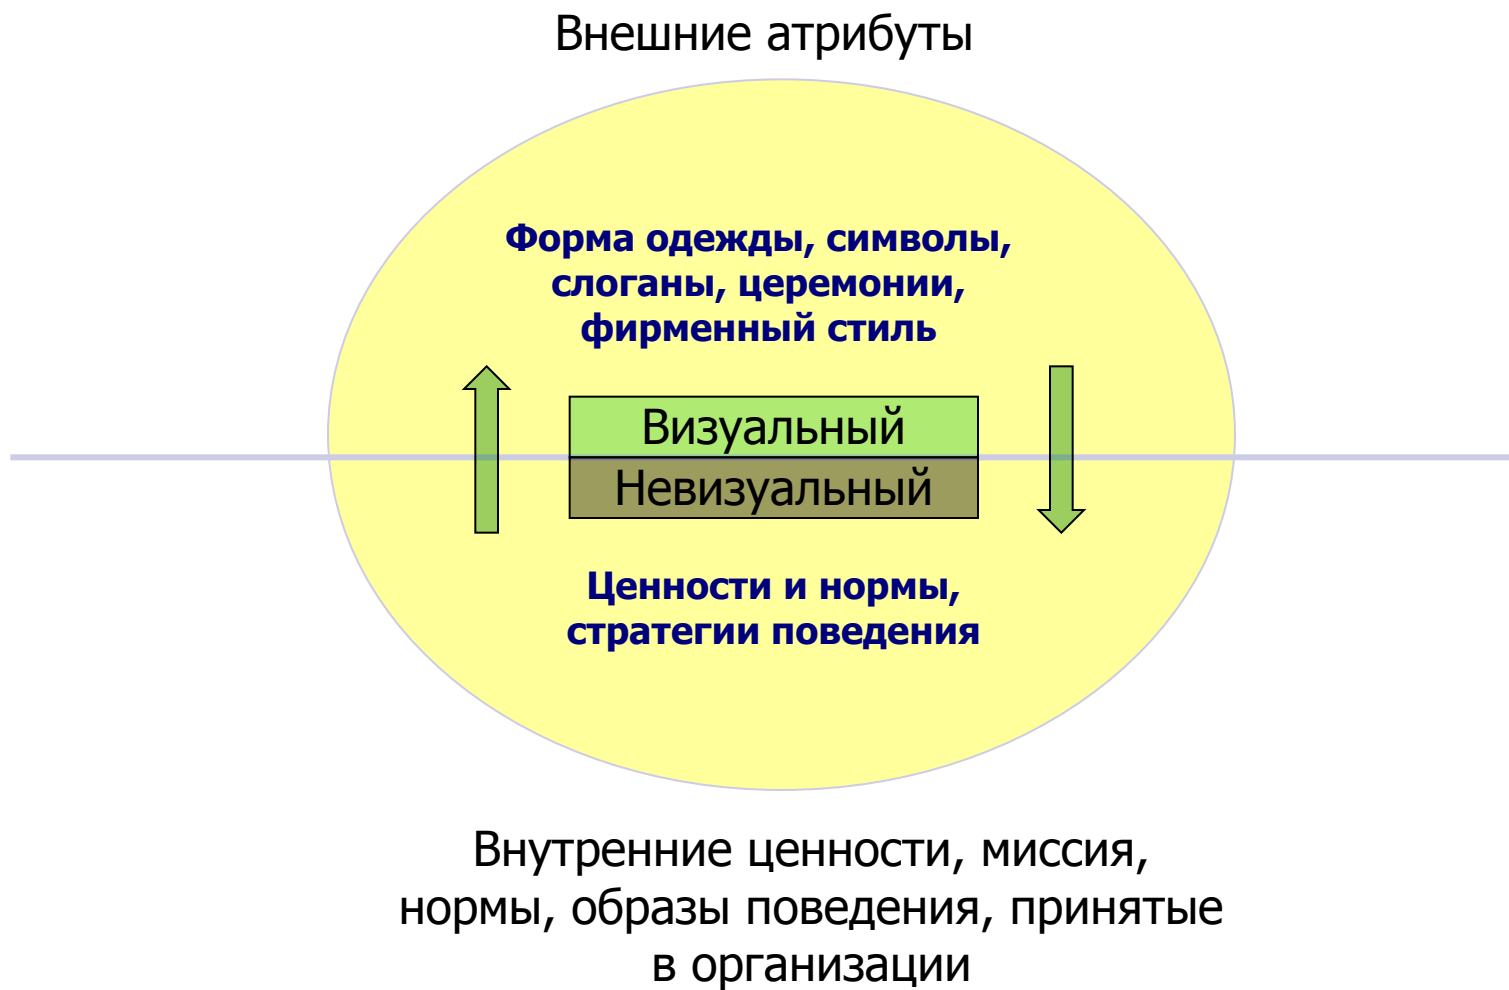 Внешние атрибуты
Форма одежды, символы,
слоганы, церемонии,
фирменный стиль
Визуальный
Невизуальный
Ценности и нормы,
стратегии поведения
Внутренние ценности, миссия,
нормы, образы поведения, принятые
в организации